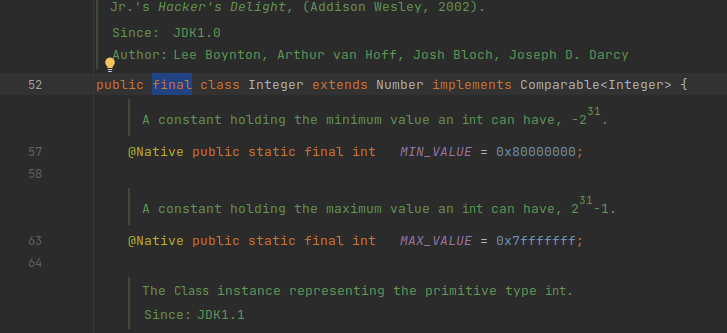 Jr.'s Hacker's Delight, (Addison Wesley, 2002).
Since: JDK1.0
Author: Lee Boynton, Arthur van Hoff, Josh Bloch, Joseph D. Darcy
52 public final class Integer extends Number implements Comparable<Integer> {
A constant holding the minimum value an int can have, -2^31.
57 @Native public static final int MIN_VALUE = 0x80000000;
58
A constant holding the maximum value an int can have, 2^31-1.
63 @Native public static final int MAX_VALUE = 0x7fffffff;
64
The Class instance representing the primitive type int.
Since: JDK1.1